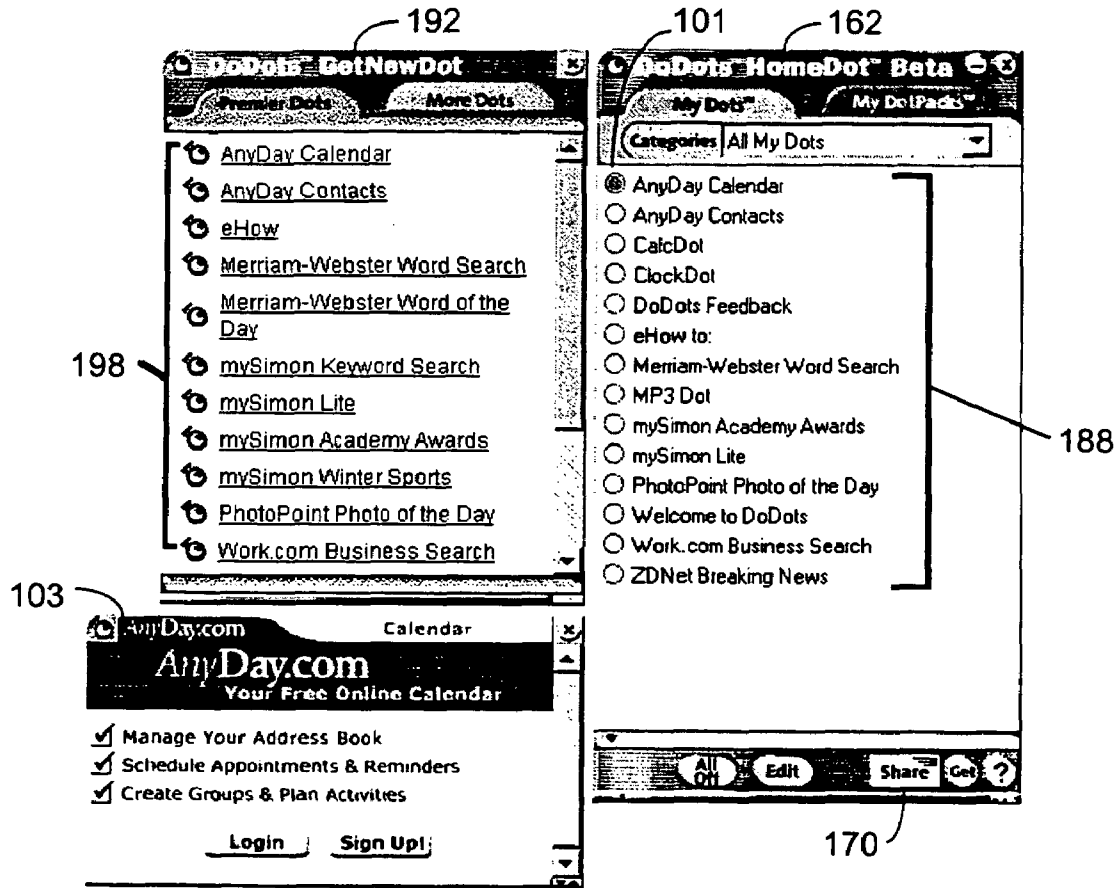 192
101
162
DoDots™ GetNewDot
Premier Dots
More Dots
AnyDay Calendar
AnyDay Contacts
eHow
Merriam-Webster Word Search
Merriam-Webster Word of the
Day
mySimon Keyword Search
mySimon Lite
mySimon Academy Awards
mySimon Winter Sports
PhotoPoint Photo of the Day
Work.com Business Search
198
DoDots™ HomeDot™ Beta
My Dots™
My DotPacks™
Categories
All My Dots
AnyDay Calendar
AnyDay Contacts
CalcDot
ClockDot
DoDots Feedback
eHow to:
Merriam-Webster Word Search
MP3 Dot
mySimon Academy Awards
mySimon Lite
PhotoPoint Photo of the Day
Welcome to DoDots
Work.com Business Search
ZDNet Breaking News
188
103
AnyDay.com
Calendar
AnyDay.com
Your Free Online Calendar
Manage Your Address Book
Schedule Appointments & Reminders
Create Groups & Plan Activities
Login
Sign Up!
All
Off
Edit
Share
Get
?
170